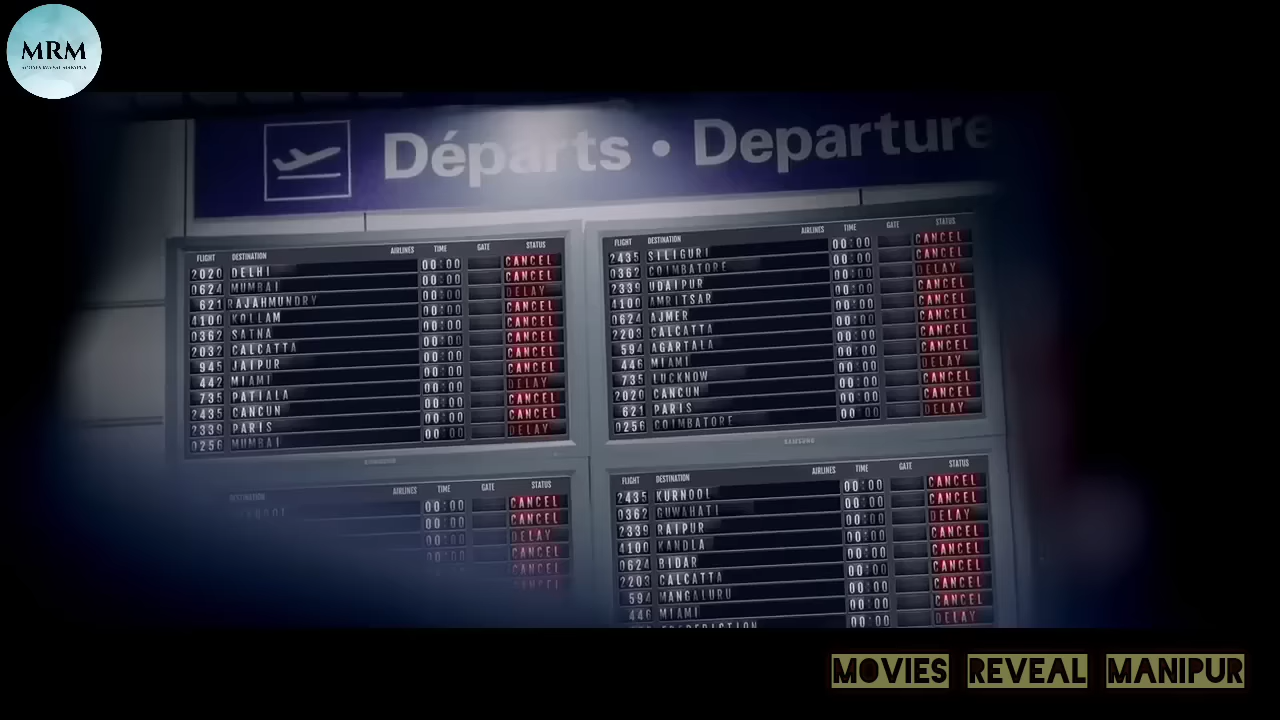 MRM
Départs • Departure
FLIGHT DESTINATION AIRLINES TIME GATE STATUS
2020 DELHI 00:00 CANCEL
0624 MUMBAI 00:00 CANCEL
621 RAJAHMUNDRY 00:00 DELAY
4100 KOLLAM 00:00 CANCEL
0362 SATNA 00:00 CANCEL
2032 CALCATTA 00:00 CANCEL
945 JAIPUR 00:00 CANCEL
442 MIAMI 00:00 CANCEL
735 PATIALA 00:00 DELAY
2435 CANCUN 00:00 CANCEL
2339 PARIS 00:00 CANCEL
0256 MUMBAI 00:00 DELAY
SAMSUNG
FLIGHT DESTINATION AIRLINES TIME GATE STATUS
2435 SILIGURI 00:00 CANCEL
0362 COIMBATORE 00:00 CANCEL
2339 UDAIPUR 00:00 DELAY
4100 AMRITSAR 00:00 CANCEL
0624 AJMER 00:00 CANCEL
2203 CALCATTA 00:00 CANCEL
594 AGARTALA 00:00 CANCEL
446 MIAMI 00:00 CANCEL
735 LUCKNOW 00:00 DELAY
2020 CANCUN 00:00 CANCEL
621 PARIS 00:00 CANCEL
0256 COIMBATORE 00:00 DELAY
SAMSUNG
DESTINATION AIRLINES TIME GATE STATUS
00:00 CANCEL
00:00 CANCEL
00:00 DELAY
00:00 CANCEL
00:00 CANCEL
CANCEL
FLIGHT DESTINATION AIRLINES TIME GATE STATUS
2435 KURNOOL 00:00 CANCEL
0362 GUWAHATI 00:00 CANCEL
2339 RAIPUR 00:00 DELAY
4100 KANDLA 00:00 CANCEL
0624 BIDAR 00:00 CANCEL
2203 CALCATTA 00:00 CANCEL
594 MANGALURU 00:00 CANCEL
446 MIAMI 00:00 CANCEL
DELAY
MOVIES REVEAL MANIPUR